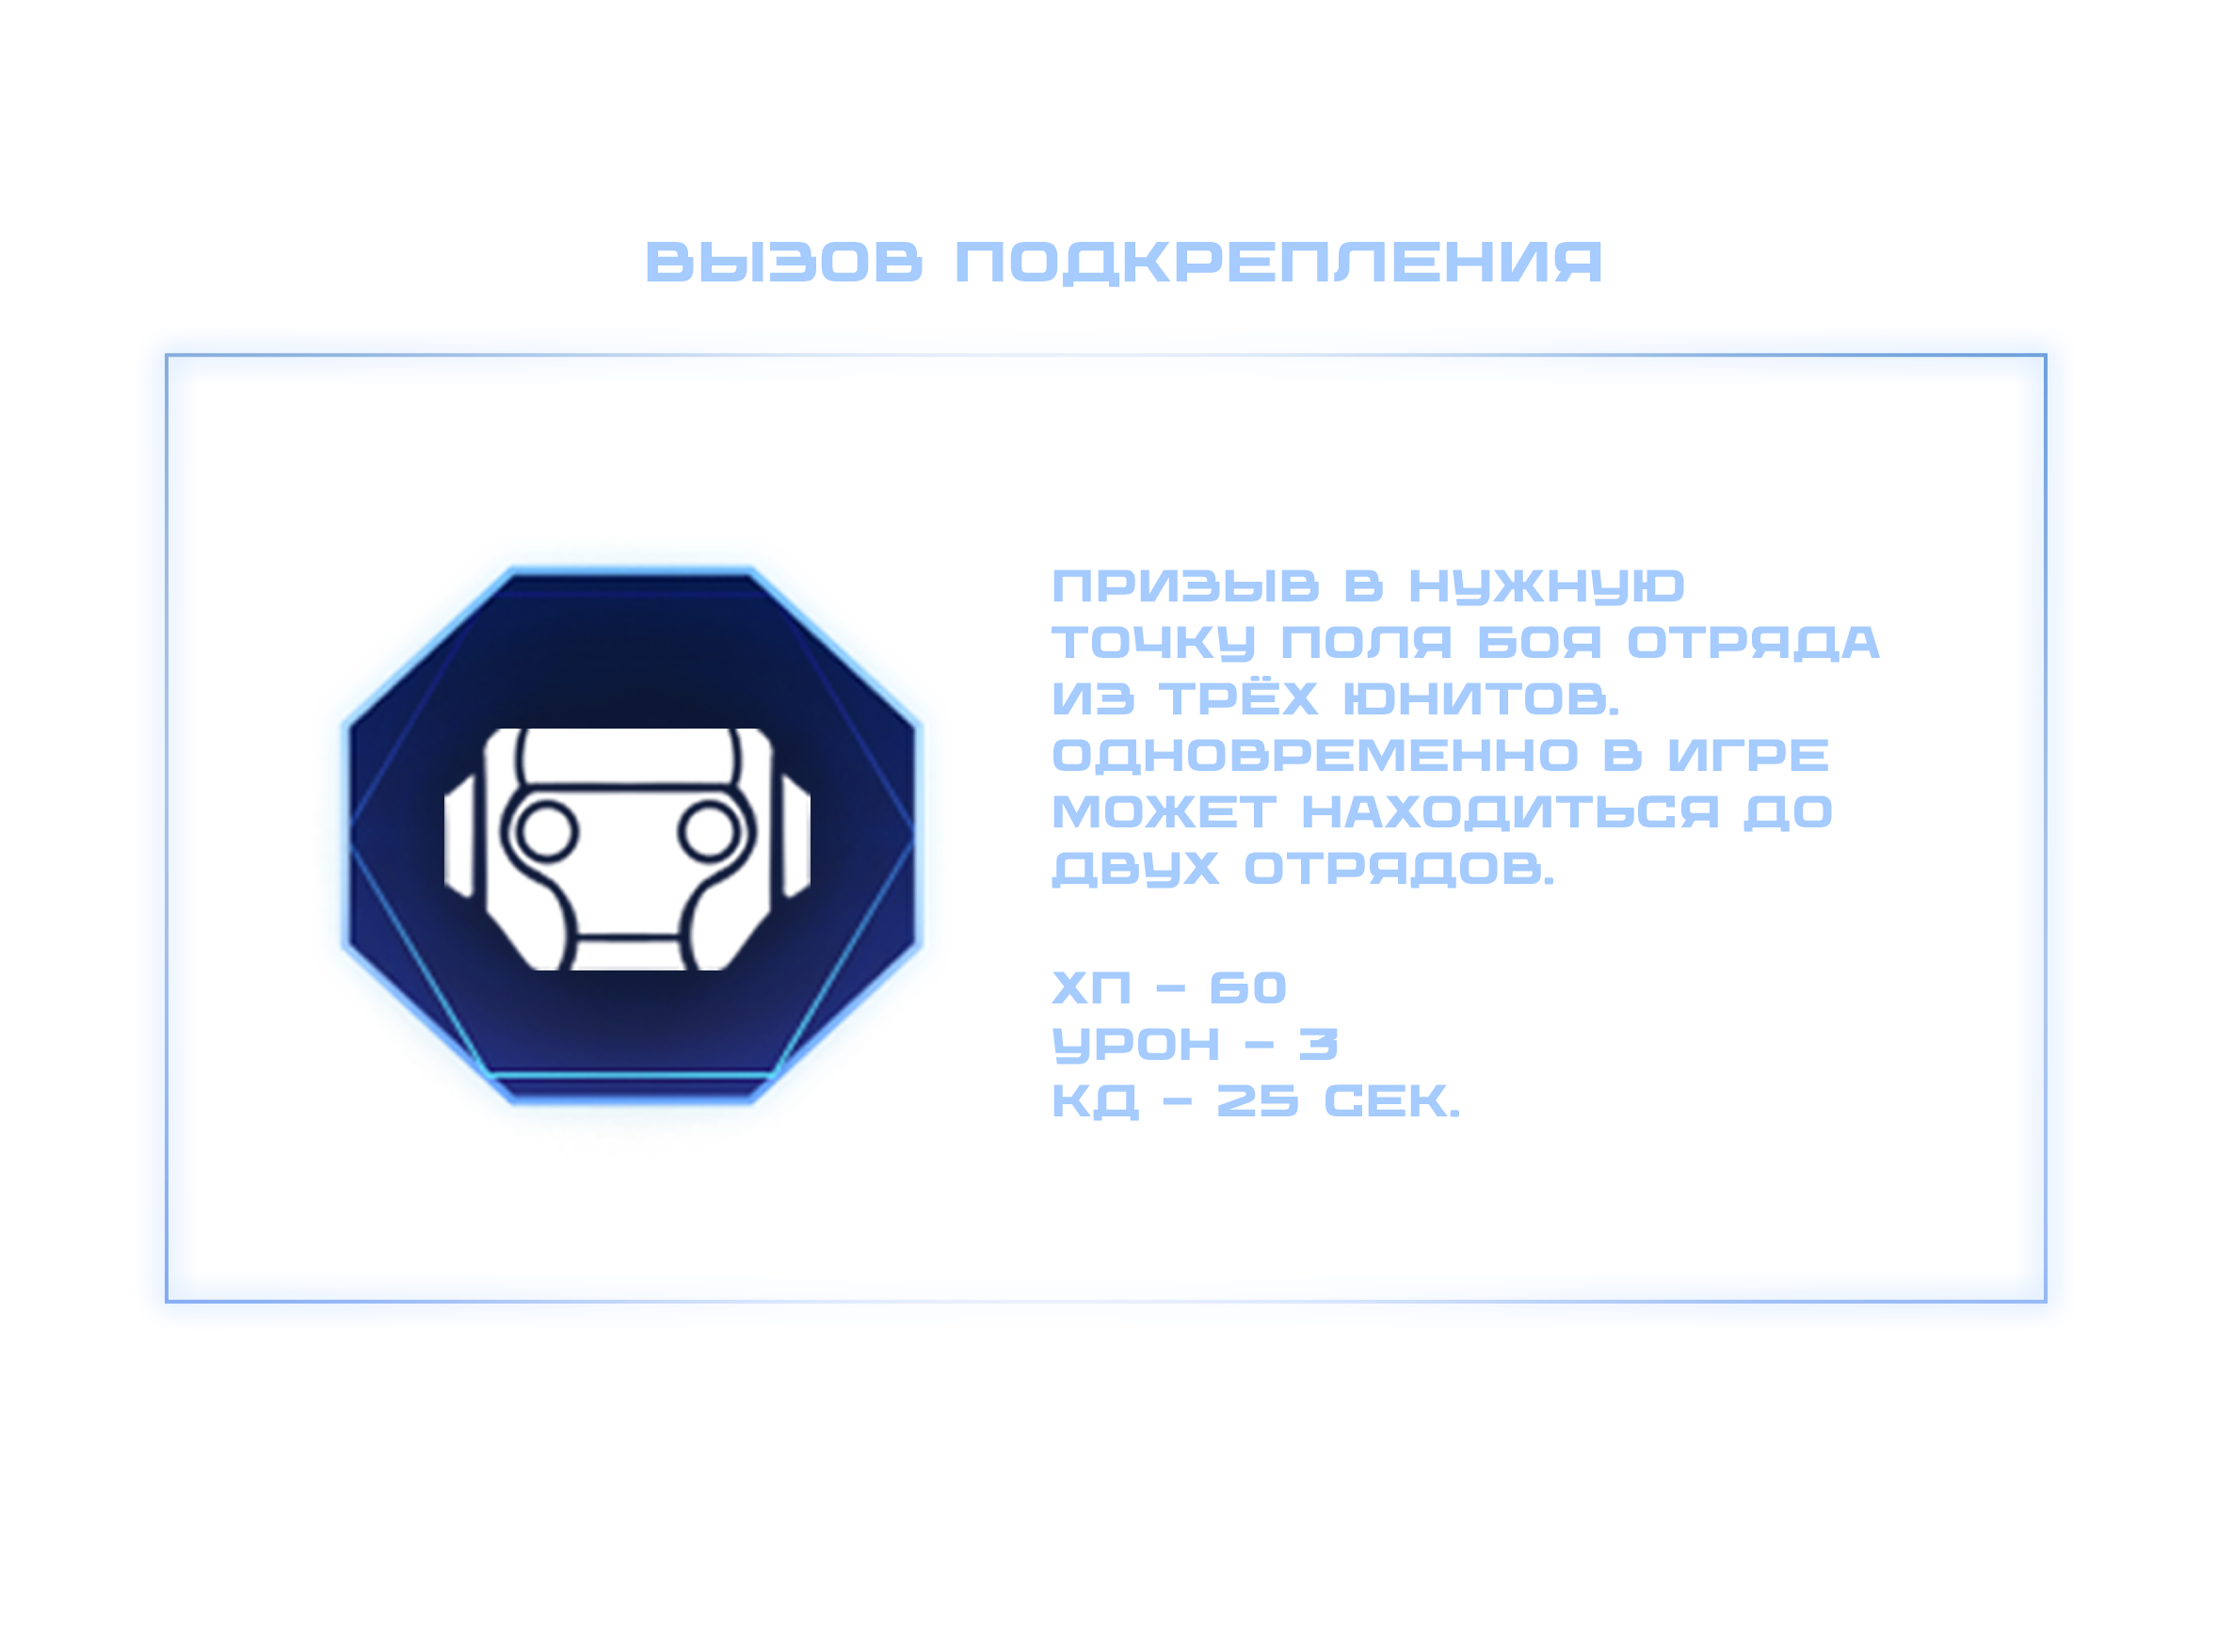 ВЫЗОВ ПОДКРЕПЛЕНИЯ
ПРИЗЫВ В НУЖНУЮ
ТОЧКУ ПОЛЯ БОЯ ОТРЯДА
ИЗ ТРЁХ ЮНИТОВ.
ОДНОВРЕМЕННО В ИГРЕ
МОЖЕТ НАХОДИТЬСЯ ДО
ДВУХ ОТРЯДОВ.
ХП – 60
УРОН – 3
КД – 25 СЕК.